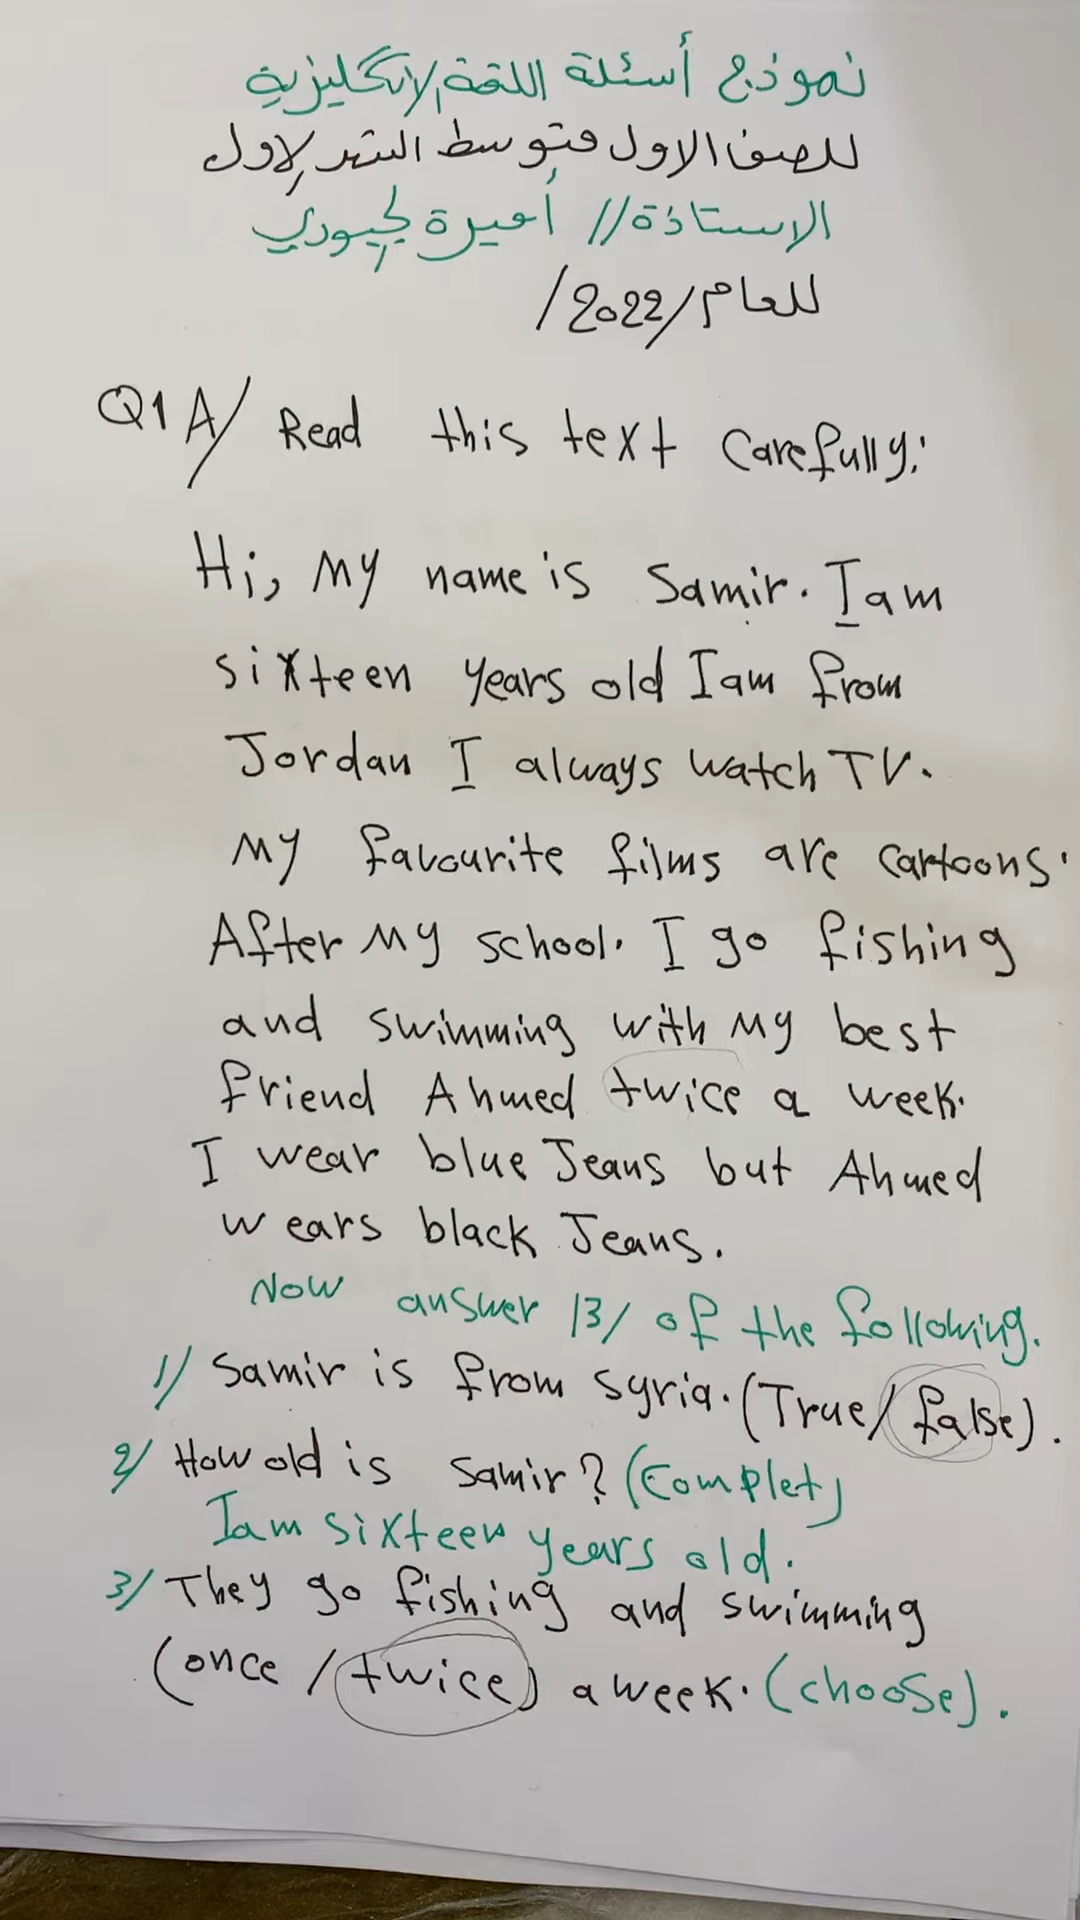 نموذج أسئلة اللغة الانكليزية
للصف الاول متوسط الشهر الاول
الاستاذة // أميرة الجبوري
للعام /2022/
Q1 A/ Read this text Carefully:
Hi, My name is Samir. I am
sixteen years old I am from
Jordan I always watch TV.
My favourite films are cartoons.
After My school. I go fishing
and swimming with My best
friend Ahmed twice a week.
I wear blue Jeans but Ahmed
wears black Jeans.
Now answer /3/ of the following.
1/ Samir is from Syria. (True/false).
2/ How old is Samir? (Complet)
I am sixteen years old.
3/ They go fishing and swimming
(once / twice) a week. (choose).